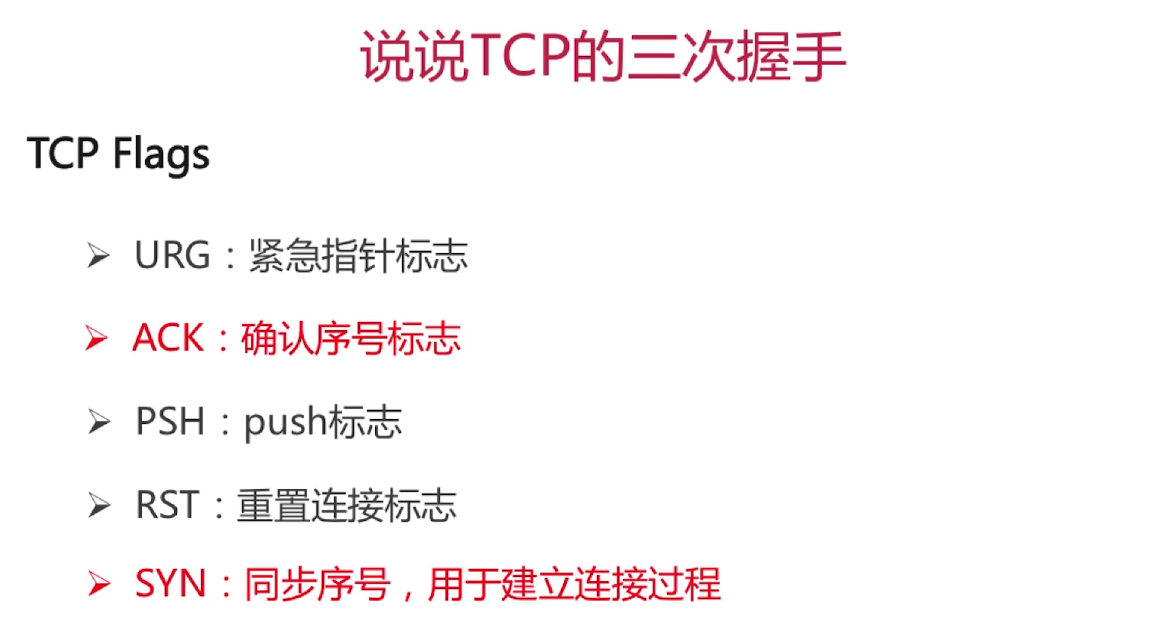 说说TCP的三次握手
TCP Flags
URG：紧急指针标志
ACK：确认序号标志
PSH：push标志
RST：重置连接标志
SYN：同步序号，用于建立连接过程